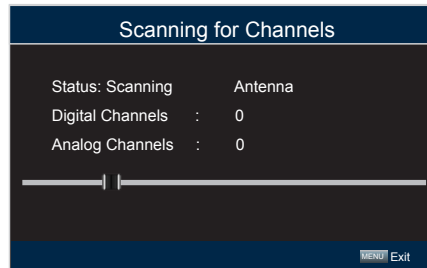 Scanning for Channels
Status: Scanning Antenna
Digital Channels : 0
Analog Channels : 0
MENU Exit